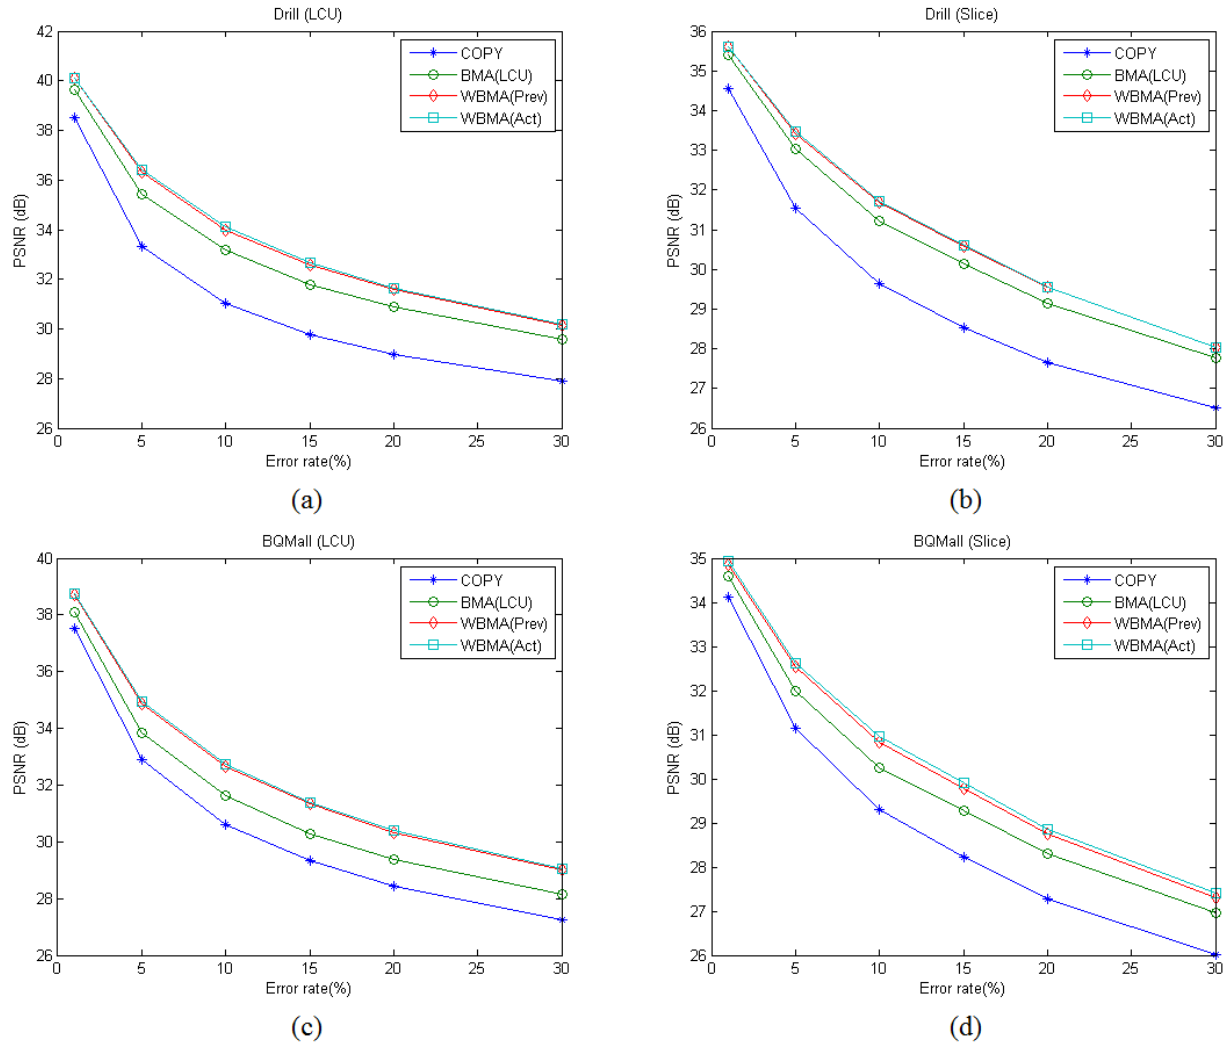 Drill (LCU)
42
40
38
36
34
32
30
28
26
0 5 10 15 20 25 30
PSNR (dB)
Error rate(%)
COPY
BMA(LCU)
WBMA(Prev)
WBMA(Act)
(a)
Drill (Slice)
36
35
34
33
32
31
30
29
28
27
26
0 5 10 15 20 25 30
PSNR (dB)
Error rate(%)
COPY
BMA(LCU)
WBMA(Prev)
WBMA(Act)
(b)
BQMall (LCU)
40
38
36
34
32
30
28
26
0 5 10 15 20 25 30
PSNR (dB)
Error rate(%)
COPY
BMA(LCU)
WBMA(Prev)
WBMA(Act)
(c)
BQMall (Slice)
35
34
33
32
31
30
29
28
27
26
0 5 10 15 20 25 30
PSNR (dB)
Error rate(%)
COPY
BMA(LCU)
WBMA(Prev)
WBMA(Act)
(d)